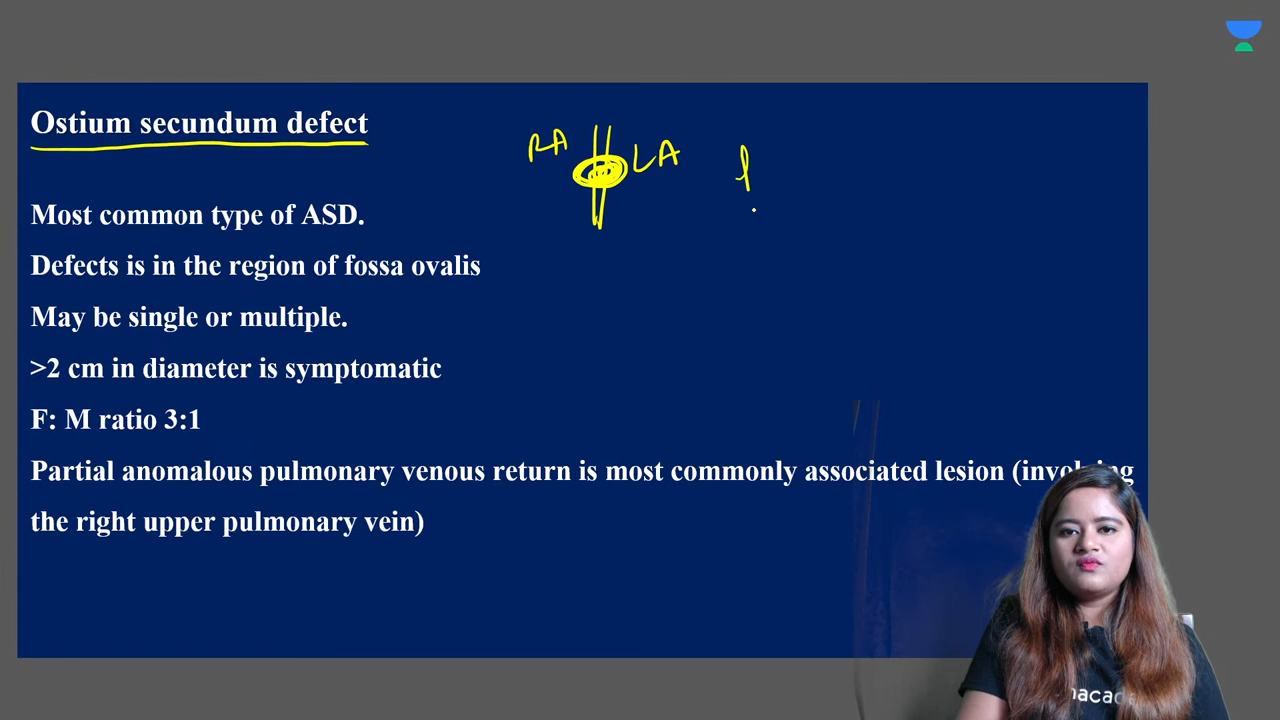 Ostium secundum defect
RA LA
Most common type of ASD.
Defects is in the region of fossa ovalis
May be single or multiple.
>2 cm in diameter is symptomatic
F: M ratio 3:1
Partial anomalous pulmonary venous return is most commonly associated lesion
the right upper pulmonary vein)